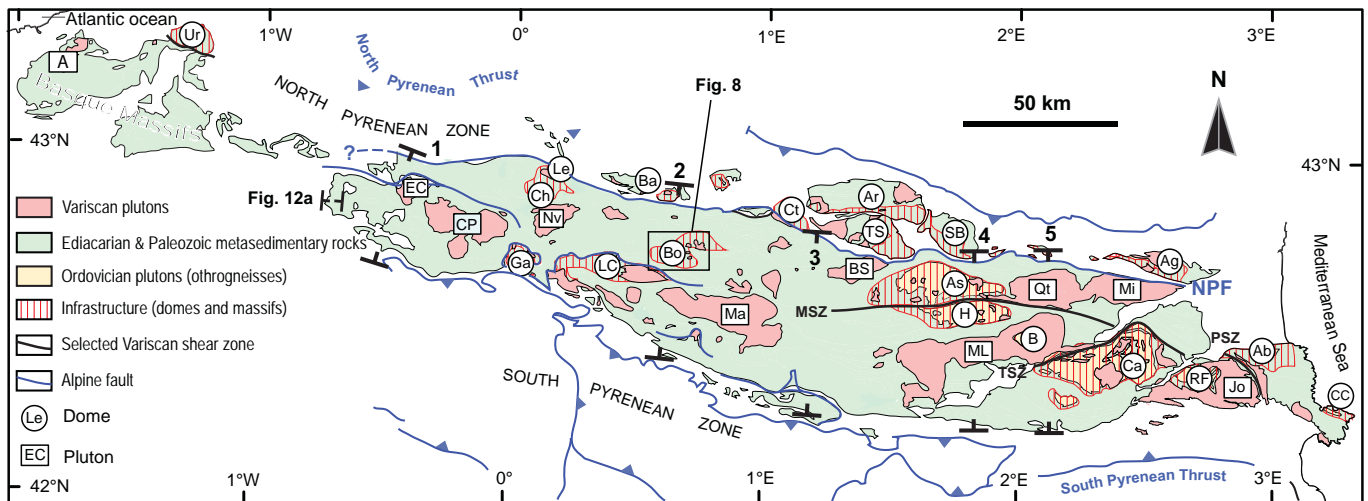 Atlantic ocean
1°W
0°
1°E
2°E
3°E
Ur
A
Basque Massifs
North Pyrenean Thrust
NORTH PYRENEAN ZONE
Fig. 8
N
50 km
43°N
43°N
?
1
Le
Ba
2
EC
Ch
Fig. 12a
CP
Nv
Ct
Ar
TS
SB
3
4
5
Ag
Ga
LC
Bo
BS
As
Qt
Mi
NPF
Ma
MSZ
H
ML
B
TSZ
Ca
PSZ
Ab
RF
Jo
CC
Mediterranean Sea
Variscan plutons
Ediacarian & Paleozoic metasedimentary rocks
Ordovician plutons (othrogneisses)
Infrastructure (domes and massifs)
Selected Variscan shear zone
Alpine fault
Le Dome
EC Pluton
SOUTH PYRENEAN ZONE
South Pyrenean Thrust
42°N
1°W
0°
1°E
2°E
3°E
42°N